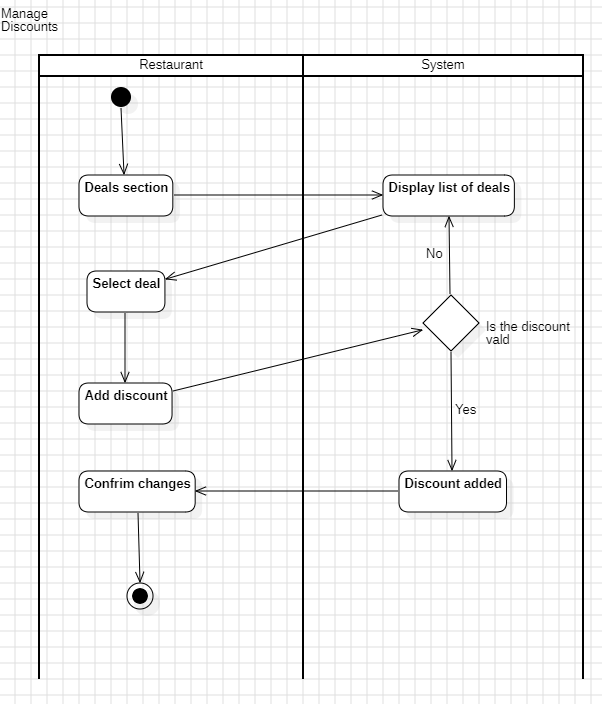 Manage
Discounts
Restaurant
System
Deals section
Display list of deals
No
Select deal
Is the discount
vald
Add discount
Yes
Confrim changes
Discount added